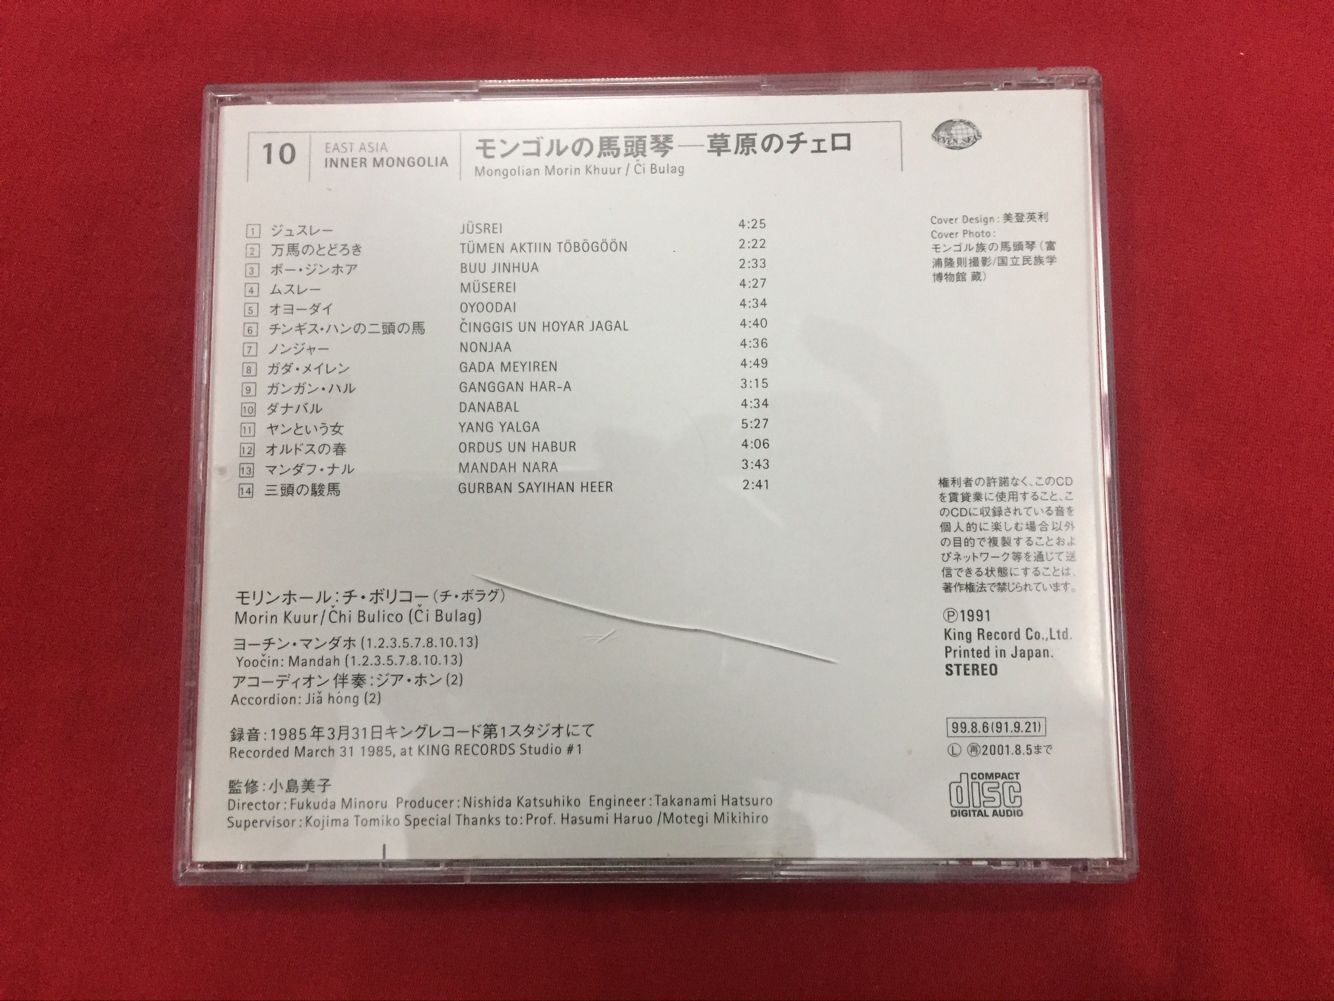 10
EAST ASIA
INNER MONGOLIA
モンゴルの馬頭琴―草原のチェロ
Mongolian Morin Khuur / Či Bulag
SEVEN SEAS
1 ジュスレー JÜSREI 4:25
2 万馬のとどろき TÜMEN AKTIIN TÖBÖGÖÖN 2:22
3 ボー・ジンホア BUU JINHUA 2:33
4 ムスレー MÜSEREI 4:27
5 オヨーダイ OYOODAI 4:34
6 チンギス・ハンの二頭の馬 ČINGGIS UN HOYAR JAGAL 4:40
7 ノンジャー NONJAA 4:36
8 ガダ・メイレン GADA MEYIREN 4:49
9 ガンガン・ハル GANGGAN HAR-A 3:15
10 ダナバル DANABAL 4:34
11 ヤンという女 YANG YALGA 5:27
12 オルドスの春 ORDUS UN HABUR 4:06
13 マンダフ・ナル MANDAH NARA 3:43
14 三頭の駿馬 GURBAN SAYIHAN HEER 2:41
Cover Design : 美登英利
Cover Photo :
モンゴル族の馬頭琴(富
浦隆則撮影/国立民族学
博物館 蔵)
権利者の許諾なく、このCD
を賃貸業に使用すること、こ
のCDに収録されている音を
個人的に楽しむ場合以外
の目的で複製することおよ
びネットワーク等を通じて送
信できる状態にすることは、
著作権法で禁じられています。
モリンホール:チ・ボリコー(チ・ボラグ)
Morin Kuur/Čhi Bulico (Či Bulag)
ヨーチン・マンダホ (1.2.3.5.7.8.10.13)
Yoočin: Mandah (1.2.3.5.7.8.10.13)
アコーディオン伴奏:ジア・ホン (2)
Accordion: Jiǎ hóng (2)
録音:1985年3月31日キングレコード第1スタジオにて
Recorded March 31 1985, at KING RECORDS Studio #1
監修:小島美子
Director : Fukuda Minoru Producer : Nishida Katsuhiko Engineer : Takanami Hatsuro
Supervisor : Kojima Tomiko Special Thanks to : Prof. Hasumi Haruo /Motegi Mikihiro
Ⓟ1991
King Record Co.,Ltd.
Printed in Japan.
STEREO
99.8.6(91.9.21)
Ⓛ ㊞2001.8.5まで
COMPACT
disc
DIGITAL AUDIO